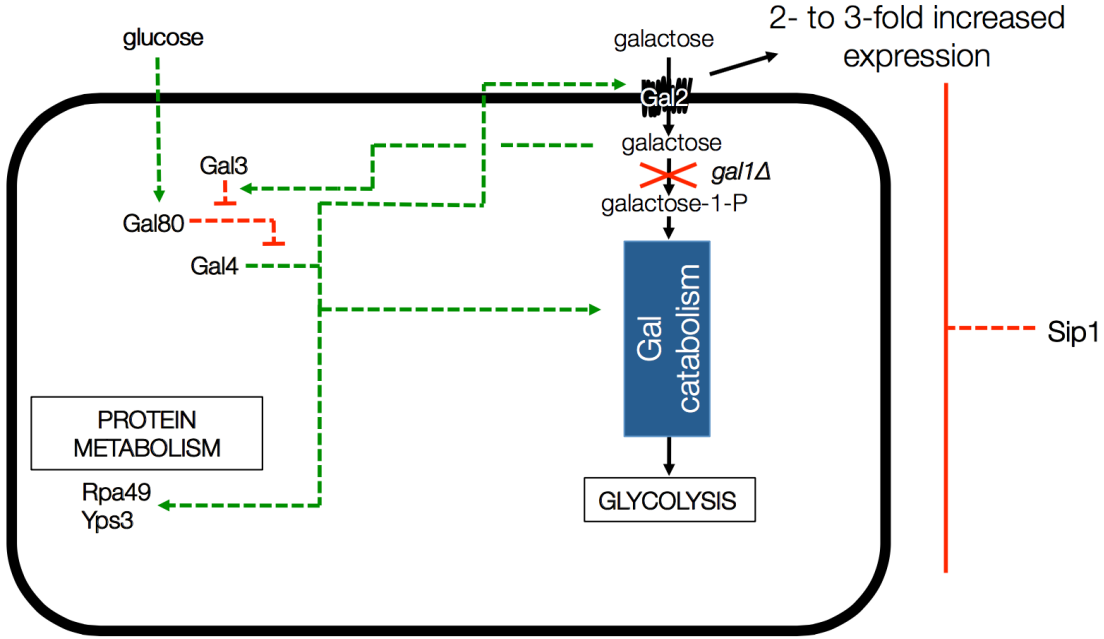 2- to 3-fold increased
expression
glucose
galactose
Gal2
galactose
gal1Δ
galactose-1-P
Gal3
Gal80
Gal4
Gal
catabolism
Sip1
PROTEIN
METABOLISM
Rpa49
Yps3
GLYCOLYSIS